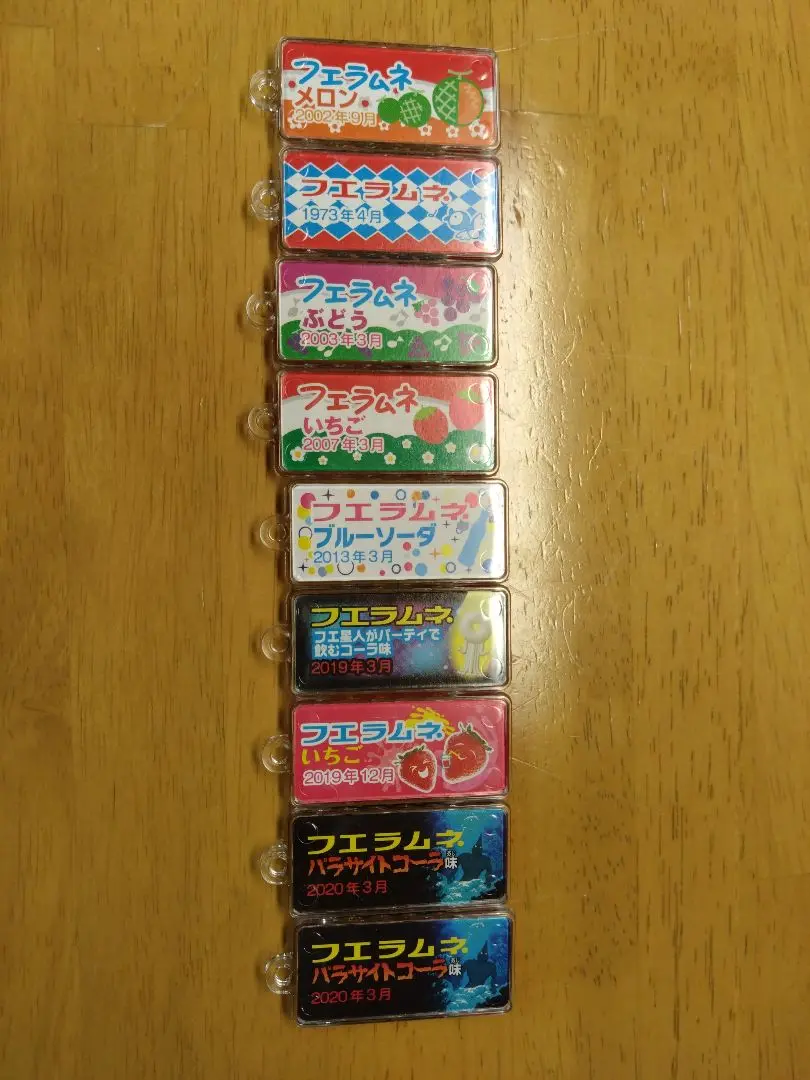 フエラムネ
メロン
2002年9月
フエラムネ
1973年4月
フエラムネ
ぶどう
2003年3月
フエラムネ
いちご
2007年3月
フエラムネ
ブルーソーダ
2013年3月
フエラムネ
フエ星人がパーティで
飲むコーラ味
2019年3月
フエラムネ
いちご
2019年12月
フエラムネ
パラサイトコーラ味
あじ
2020年3月
フエラムネ
パラサイトコーラ味
あじ
2020年3月